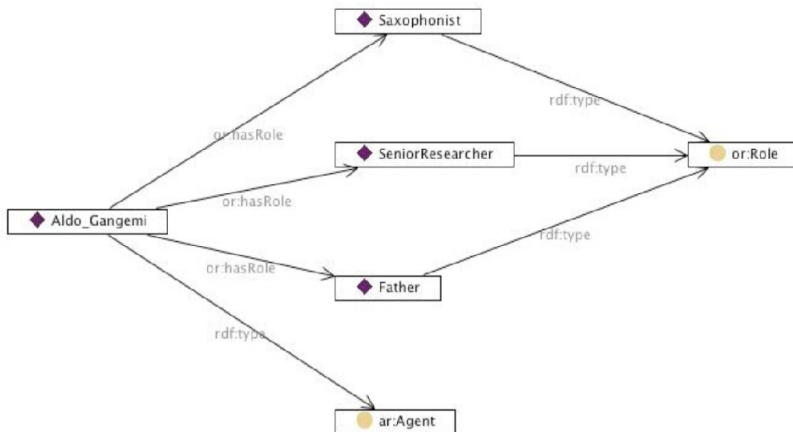 Saxophonist
rdf:type
or:hasRole
SeniorResearcher
or:Role
rdf:type
or:hasRole
Aldo_Gangemi
rdf:type
or:hasRole
Father
rdf:type
ar:Agent